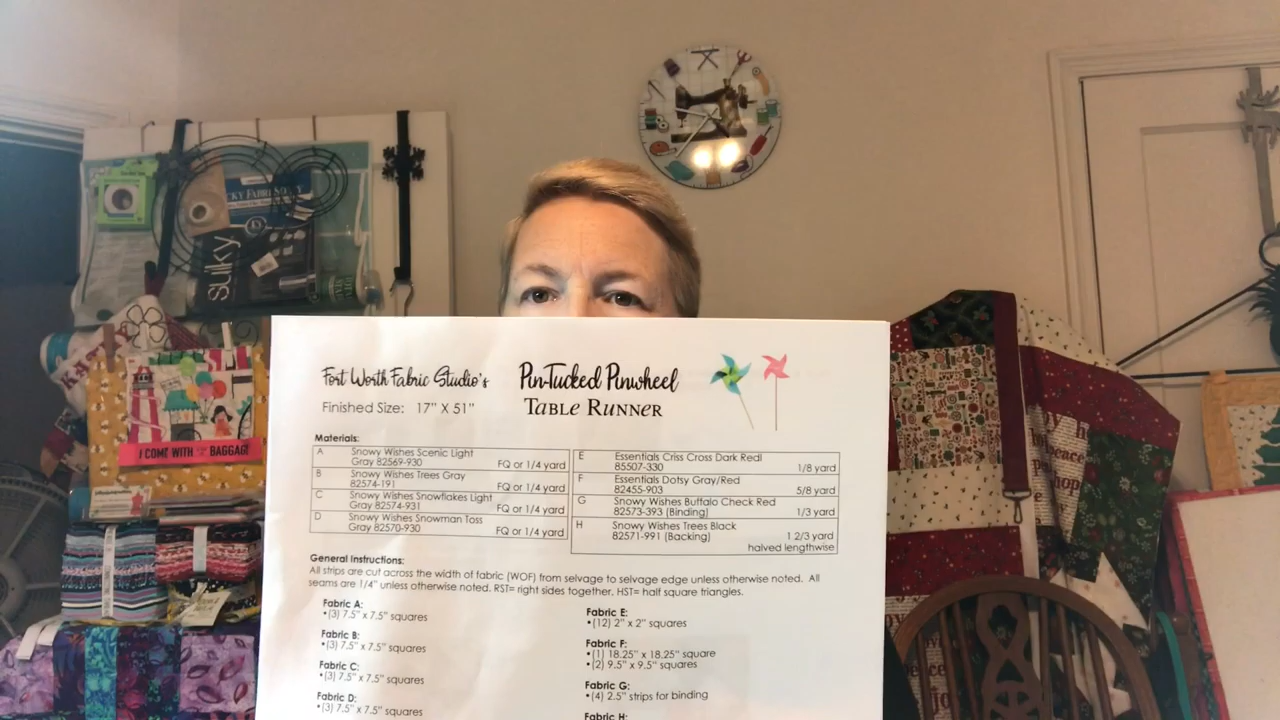 sulky
I COME WITH BAGGAGE
Fort Worth Fabric Studio's
Pin-Tucked Pinwheel
Finished Size: 17" X 51"
Table Runner
Materials:
A Snowy Wishes Scenic Light
Gray 82569-930 FQ or 1/4 yard
B Snowy Wishes Trees Gray
82574-191 FQ or 1/4 yard
C Snowy Wishes Snowflakes Light
Gray 82574-931 FQ or 1/4 yard
D Snowy Wishes Snowman Toss
Gray 82570-930 FQ or 1/4 yard
E Essentials Criss Cross Dark Redl
85507-330 1/8 yard
F Essentials Dotsy Gray/Red
82455-903 5/8 yard
G Snowy Wishes Buffalo Check Red
82573-393 (Binding) 1/3 yard
H Snowy Wishes Trees Black
82571-991 (Backing) 1 2/3 yard
halved lengthwise
General Instructions:
All strips are cut across the width of fabric (WOF) from selvage to selvage edge unless otherwise noted. All
seams are 1/4" unless otherwise noted. RST= right sides together. HST= half square triangles.
Fabric A:
•(3) 7.5" x 7.5" squares
Fabric B:
•(3) 7.5" x 7.5" squares
Fabric C:
•(3) 7.5" x 7.5" squares
Fabric D:
•(3) 7.5" x 7.5" squares
Fabric E:
•(12) 2" x 2" squares
Fabric F:
•(1) 18.25" x 18.25" square
•(2) 9.5" x 9.5" squares
Fabric G:
•(4) 2.5" strips for binding
Fabric H:
peace
hop